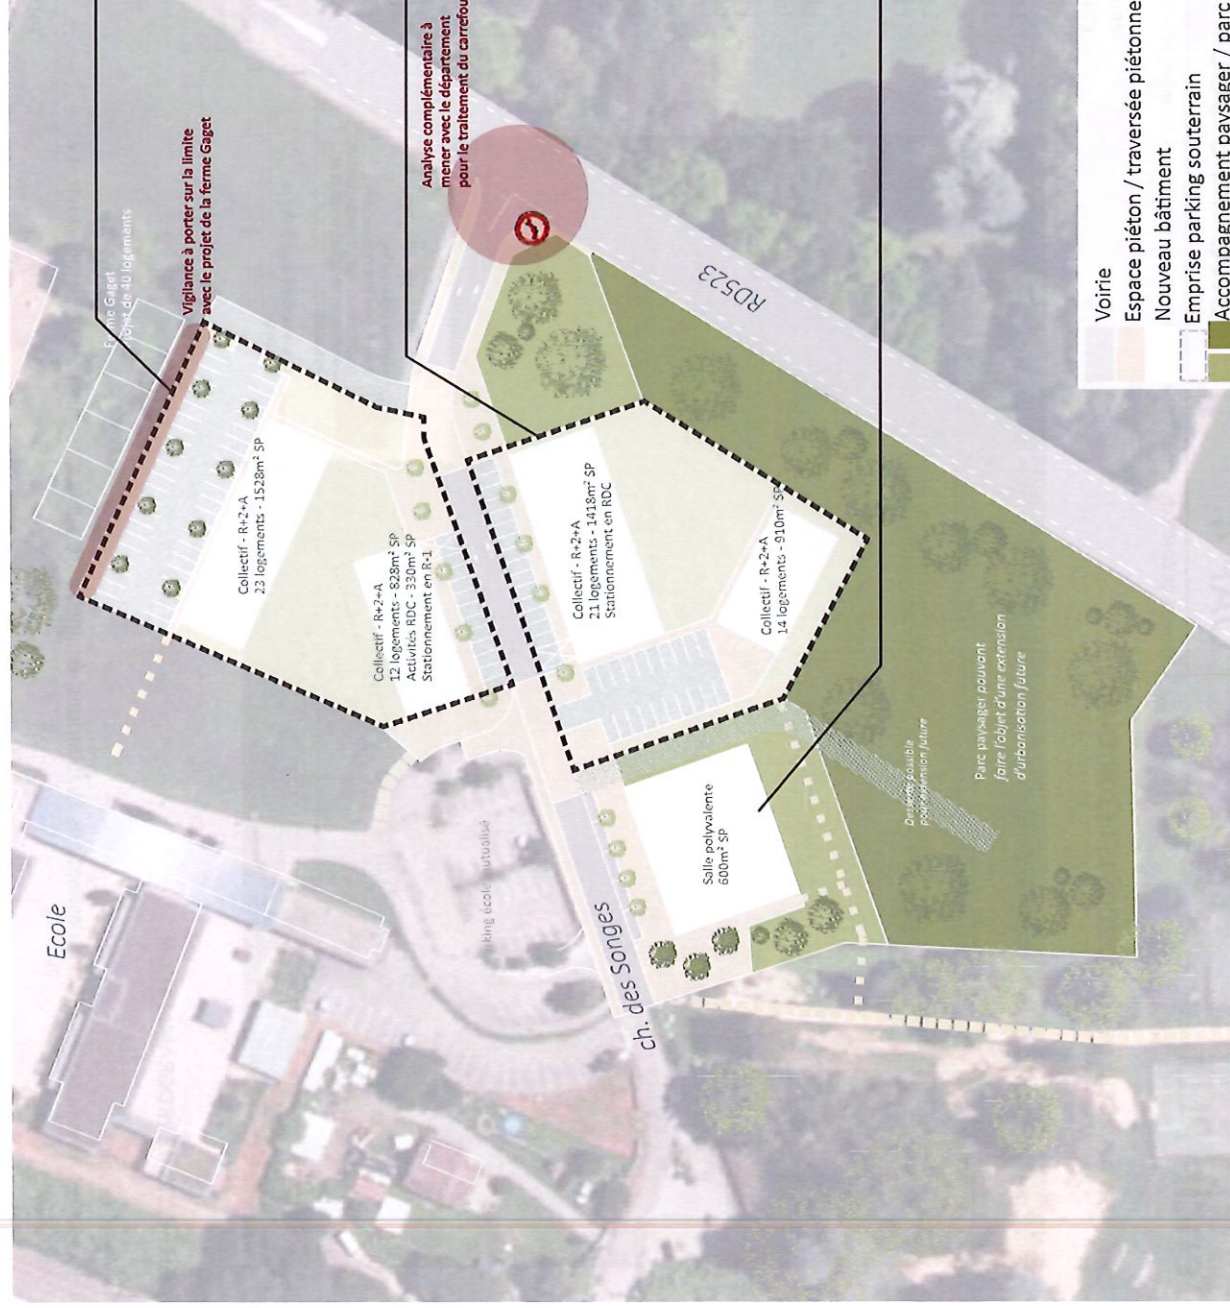 Ecole
Ferme Gaget
de 40 logements
Vigilance à porter sur la limite
avec le projet de la ferme Gaget
Analyse complémentaire à
mener avec le département
pour le traitement du carrefou
Collectif - R+2+A
23 logements - 1528m² SP
Collectif - R+2+A
12 logements - 828m² SP
Activités RDC - 330m² SP
Stationnement en R-1
king école mutualisé
ch. des Songes
RD523
Collectif - R+2+A
21 logements - 1418m² SP
Stationnement en RDC
Collectif - R+2+A
14 logements - 910m² SP
Salle polyvalente
600m² SP
Desserte possible
pour extension future
Parc paysager pouvant
faire l'objet d'une extension
d'urbanisation future
Voirie
Espace piéton / traversée piétonne
Nouveau bâtiment
Emprise parking souterrain
Accompagnement paysager / parc